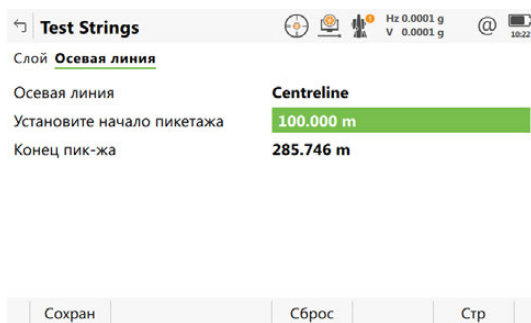 Test Strings
Hz 0.0001 g
V 0.0001 g
@
10:22
Слой Осевая линия
Осевая линия Centreline
Установите начало пикетажа 100.000 m
Конец пик-жа 285.746 m
Сохран Сброс Стр